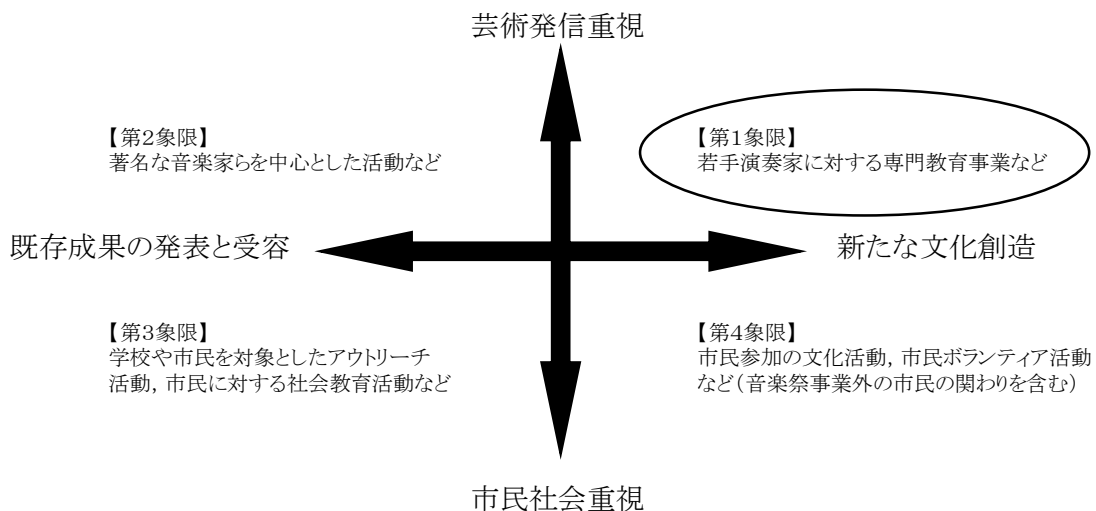 芸術発信重視
【第2象限】
著名な音楽家らを中心とした活動など
【第1象限】
若手演奏家に対する専門教育事業など
既存成果の発表と受容
新たな文化創造
【第3象限】
学校や市民を対象としたアウトリーチ
活動，市民に対する社会教育活動など
【第4象限】
市民参加の文化活動，市民ボランティア活動
など（音楽祭事業外の市民の関わりを含む）
市民社会重視